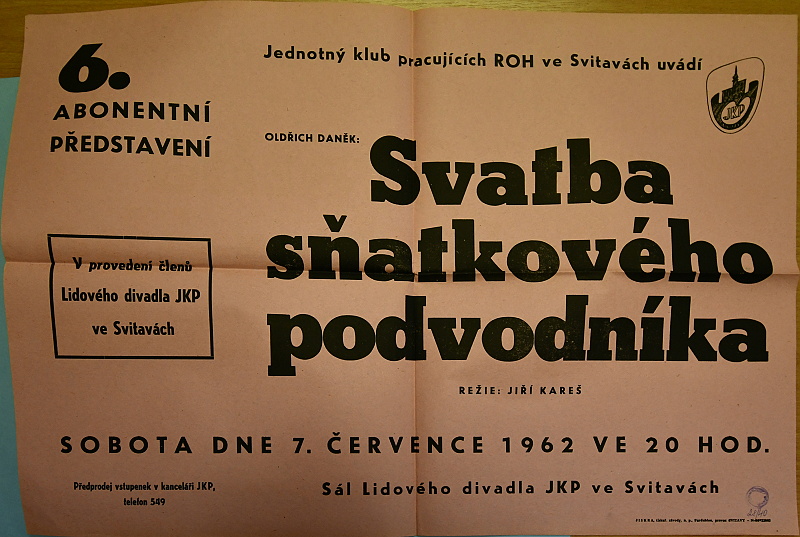 6.
ABONENTNÍ
PŘEDSTAVENÍ
Jednotný klub pracujících ROH ve Svitavách uvádí
JKP
OLDŘICH DANĚK:
Svatba
sňatkového
podvodníka
V provedení členů
Lidového divadla JKP
ve Svitavách
REŽIE: JIŘÍ KAREŠ
SOBOTA DNE 7. ČERVENCE 1962 VE 20 HOD.
Předprodej vstupenek v kanceláři JKP,
telefon 549
Sál Lidového divadla JKP ve Svitavách